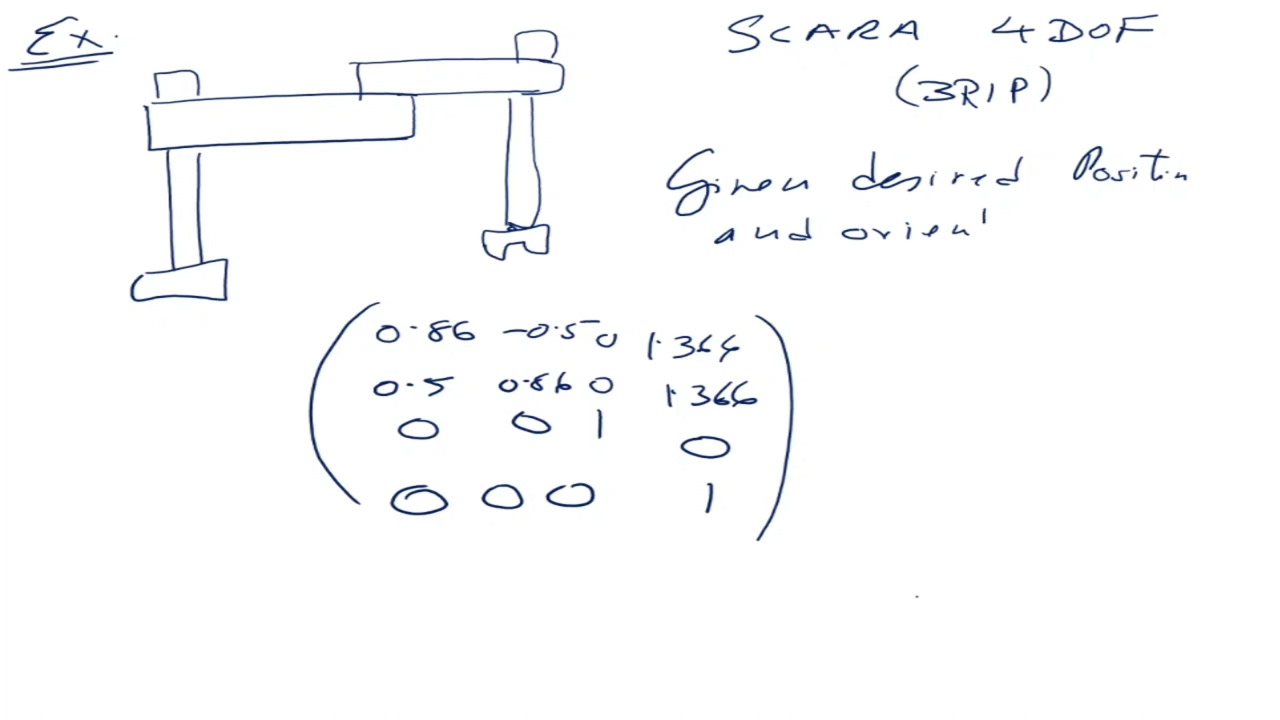 Ex.
SCARA 4DOF
(3R1P)
Given desired Position
and orien'
0.86 -0.5 0 1.366
0.5 0.86 0 1.366
0 0 1 0
0 0 0 1